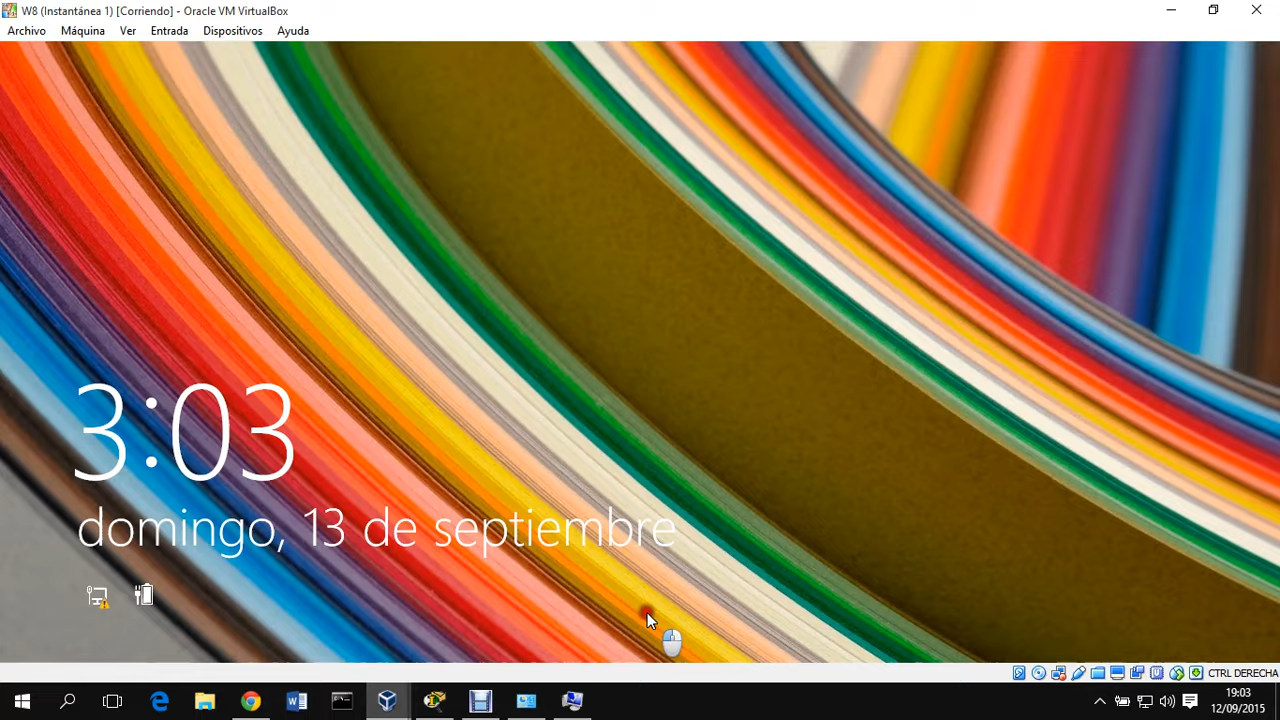 W8 (Instantánea 1) [Corriendo] - Oracle VM VirtualBox
Archivo Máquina Ver Entrada Dispositivos Ayuda
3:03
domingo, 13 de septiembre
CTRL DERECHA
19:03
12/09/2015